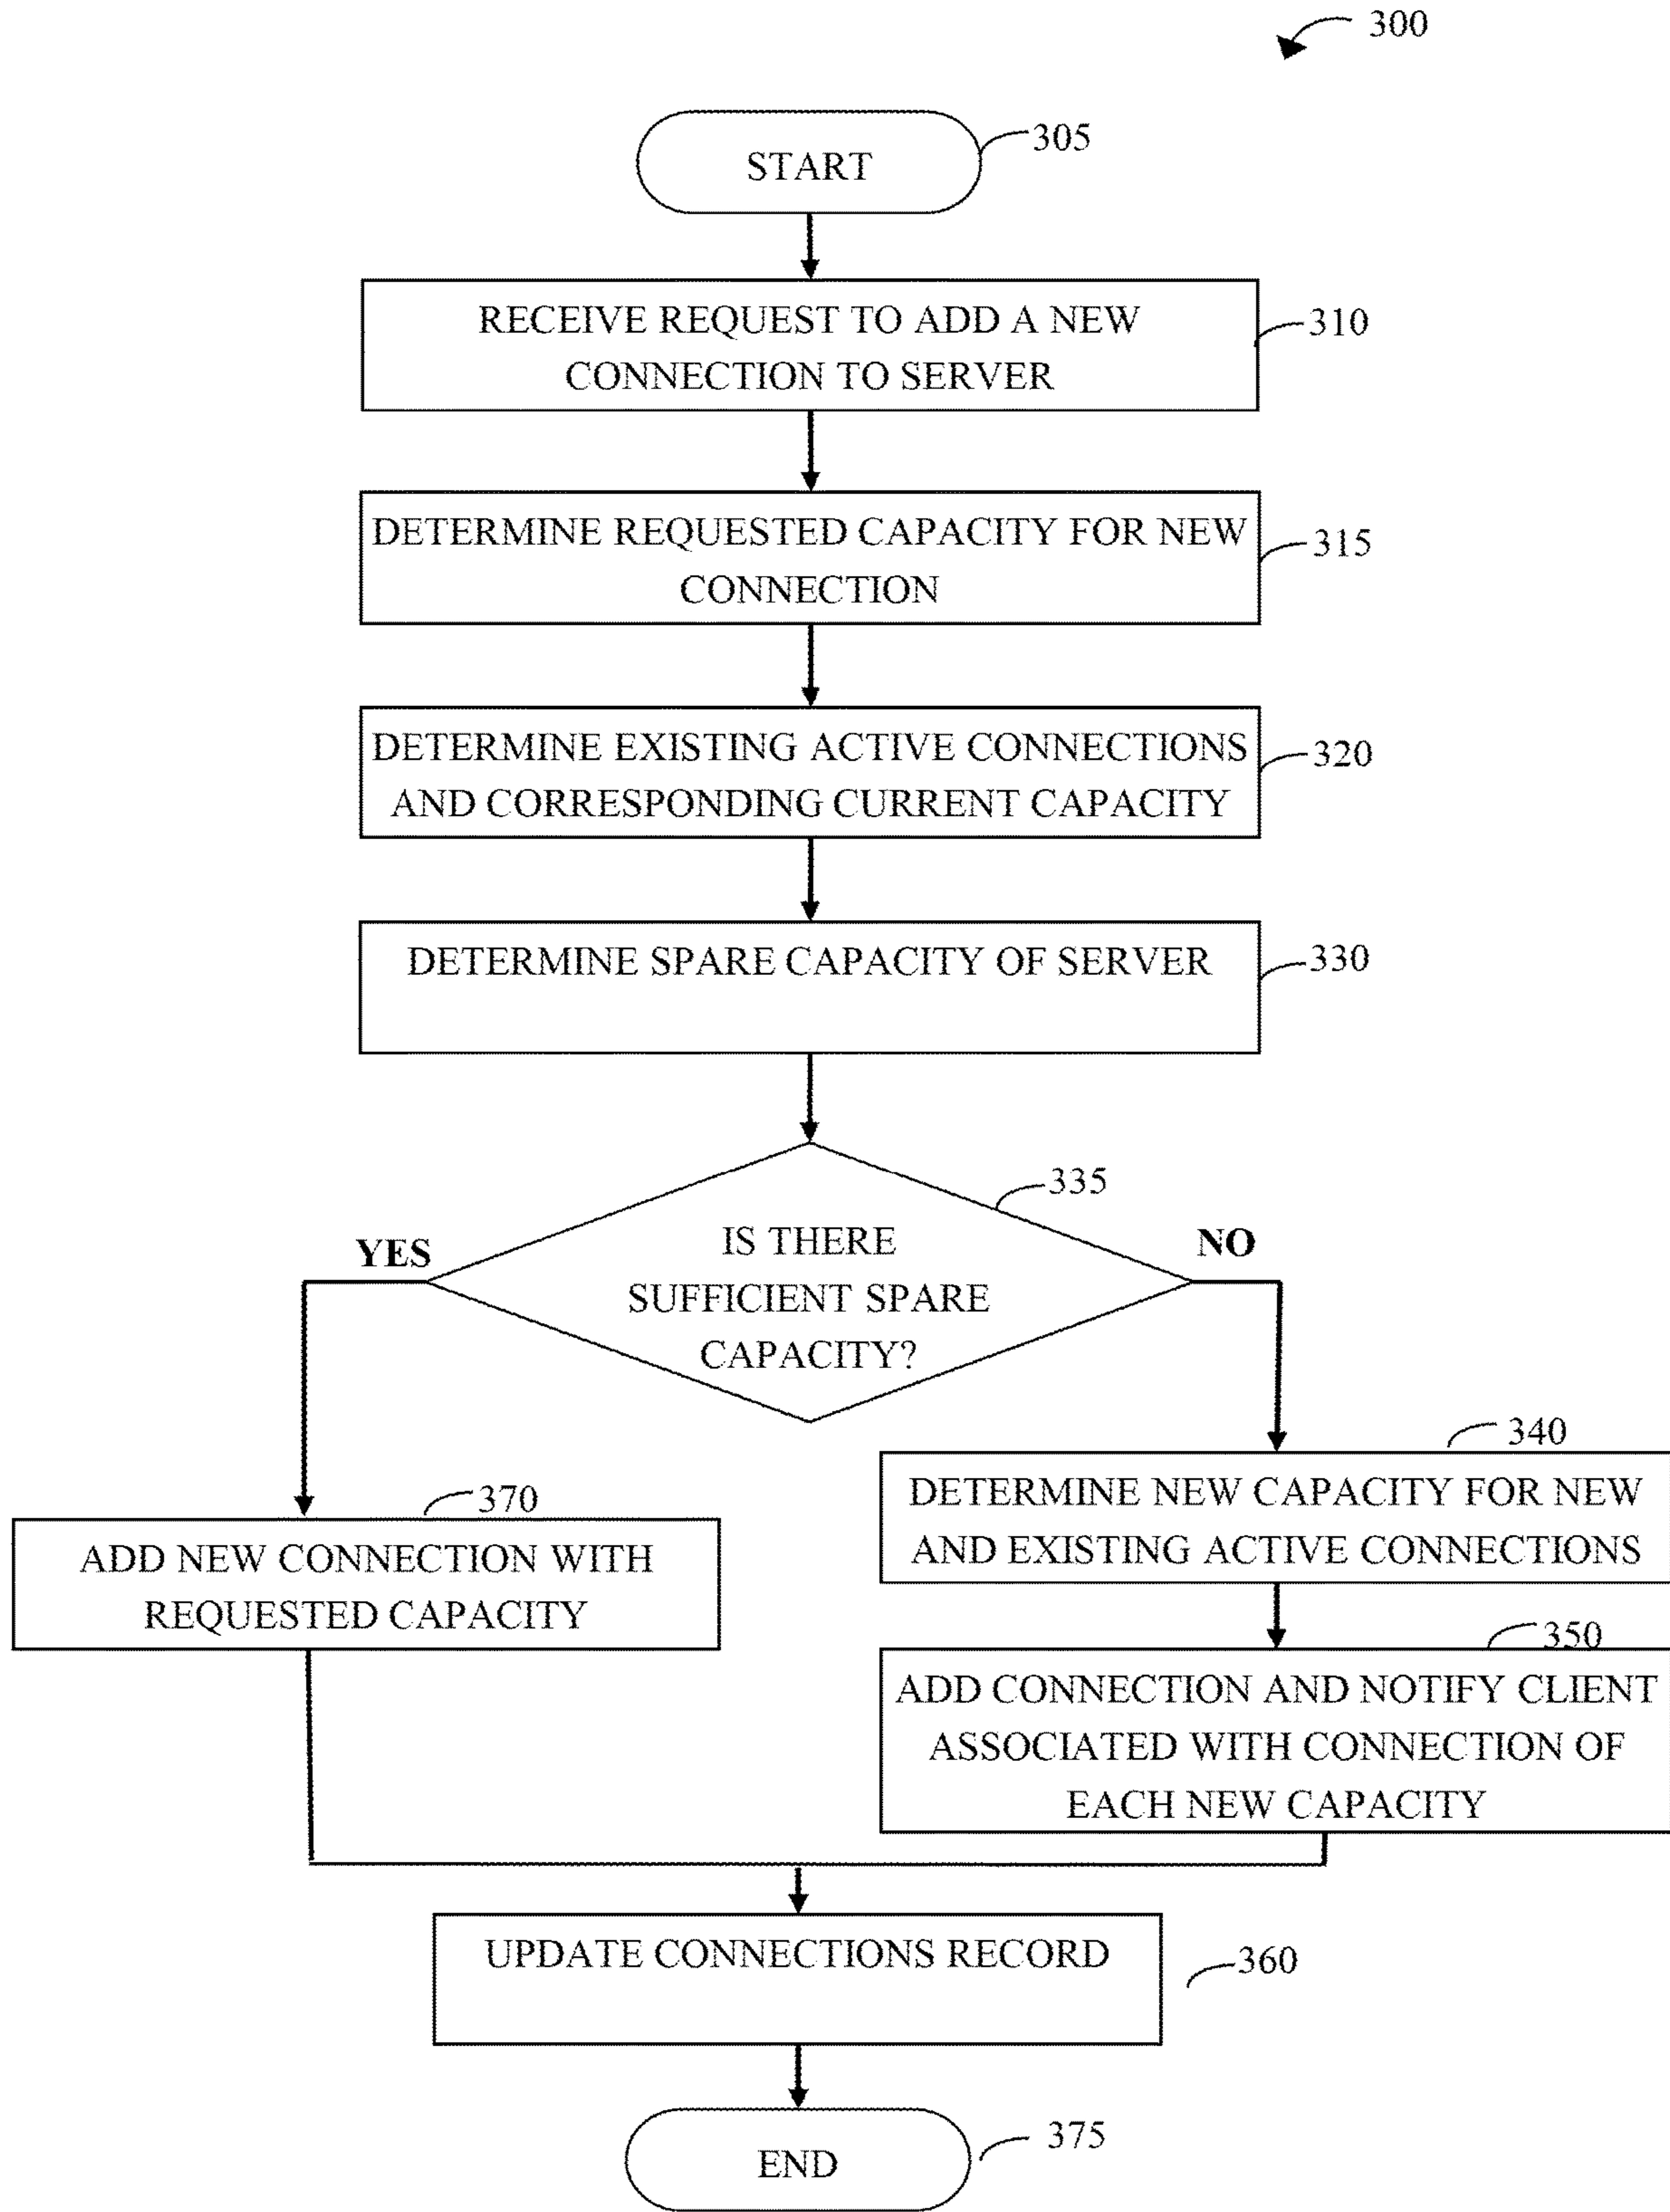 300
START
305
RECEIVE REQUEST TO ADD A NEW
CONNECTION TO SERVER
310
DETERMINE REQUESTED CAPACITY FOR NEW
CONNECTION
315
DETERMINE EXISTING ACTIVE CONNECTIONS
AND CORRESPONDING CURRENT CAPACITY
320
DETERMINE SPARE CAPACITY OF SERVER
330
335
IS THERE
SUFFICIENT SPARE
CAPACITY?
YES
NO
370
ADD NEW CONNECTION WITH
REQUESTED CAPACITY
340
DETERMINE NEW CAPACITY FOR NEW
AND EXISTING ACTIVE CONNECTIONS
350
ADD CONNECTION AND NOTIFY CLIENT
ASSOCIATED WITH CONNECTION OF
EACH NEW CAPACITY
UPDATE CONNECTIONS RECORD
360
END
375